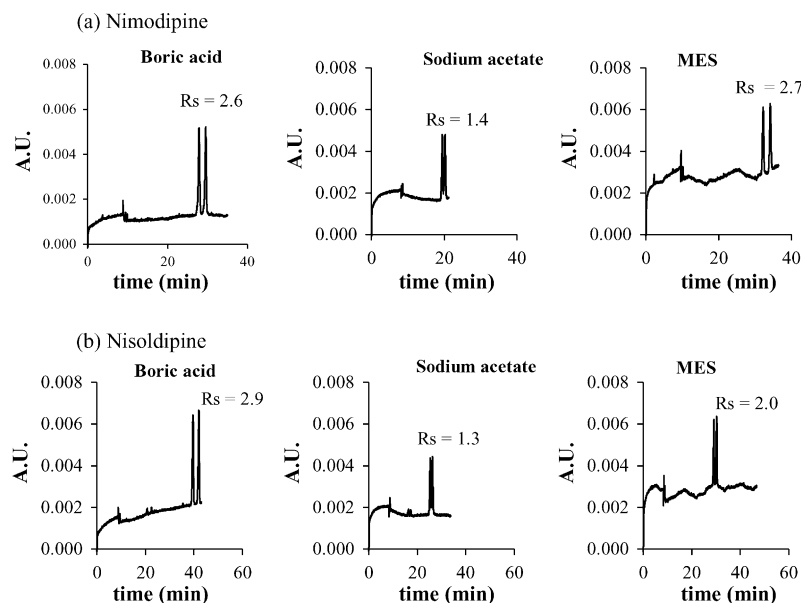 (a) Nimodipine
Boric acid
Rs = 2.6
A.U.
0.008
0.006
0.004
0.002
0.000
0
20
40
time (min)
Sodium acetate
Rs = 1.4
A.U.
0.008
0.006
0.004
0.002
0.000
0
20
40
time (min)
MES
Rs = 2.7
A.U.
0.008
0.006
0.004
0.002
0.000
0
20
40
time (min)
(b) Nisoldipine
Boric acid
Rs = 2.9
A.U.
0.008
0.006
0.004
0.002
0.000
0
20
40
60
time (min)
Sodium acetate
Rs = 1.3
A.U.
0.008
0.006
0.004
0.002
0.000
0
20
40
60
time (min)
MES
Rs = 2.0
A.U.
0.008
0.006
0.004
0.002
0.000
0
20
40
60
time (min)